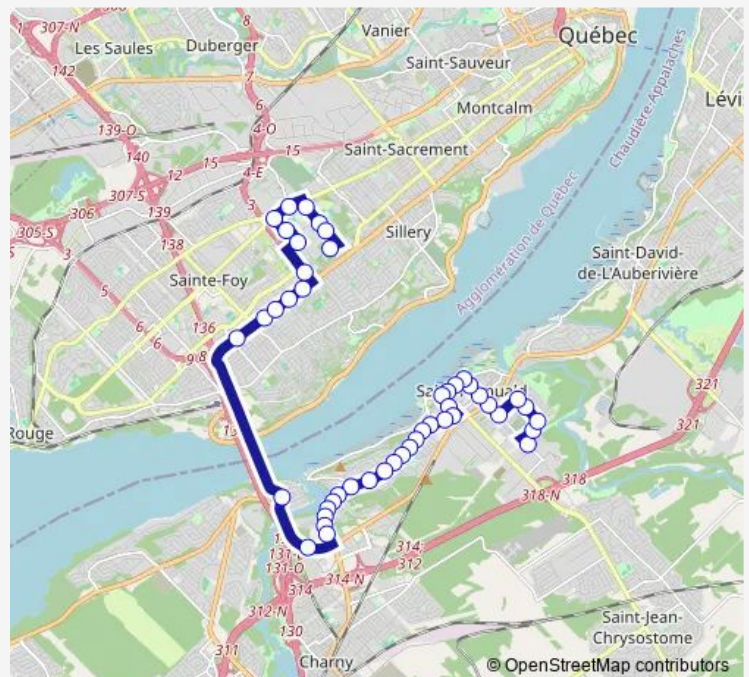 307-N
Les Saules
Duberger
8
Vanier
Québec
142
7
Saint-Sauveur
6
Montcalm
Lévi
139-O
4-O
140
15
15
Saint-Sacrement
12
4-E
307-S
306
3
305-S
139
138
Sillery
Chaudière-Appalaches
Agglomération de Québec
Saint-David-
de-L'Auberivière
3
5
Sainte-Foy
6
136
6
9
8
321
Rouge
321
318
318-N
314
312
131-O
314
314-N
312-N
130
311
Saint-Jean-
Chrysostome
Charny
© OpenStreetMap contributors